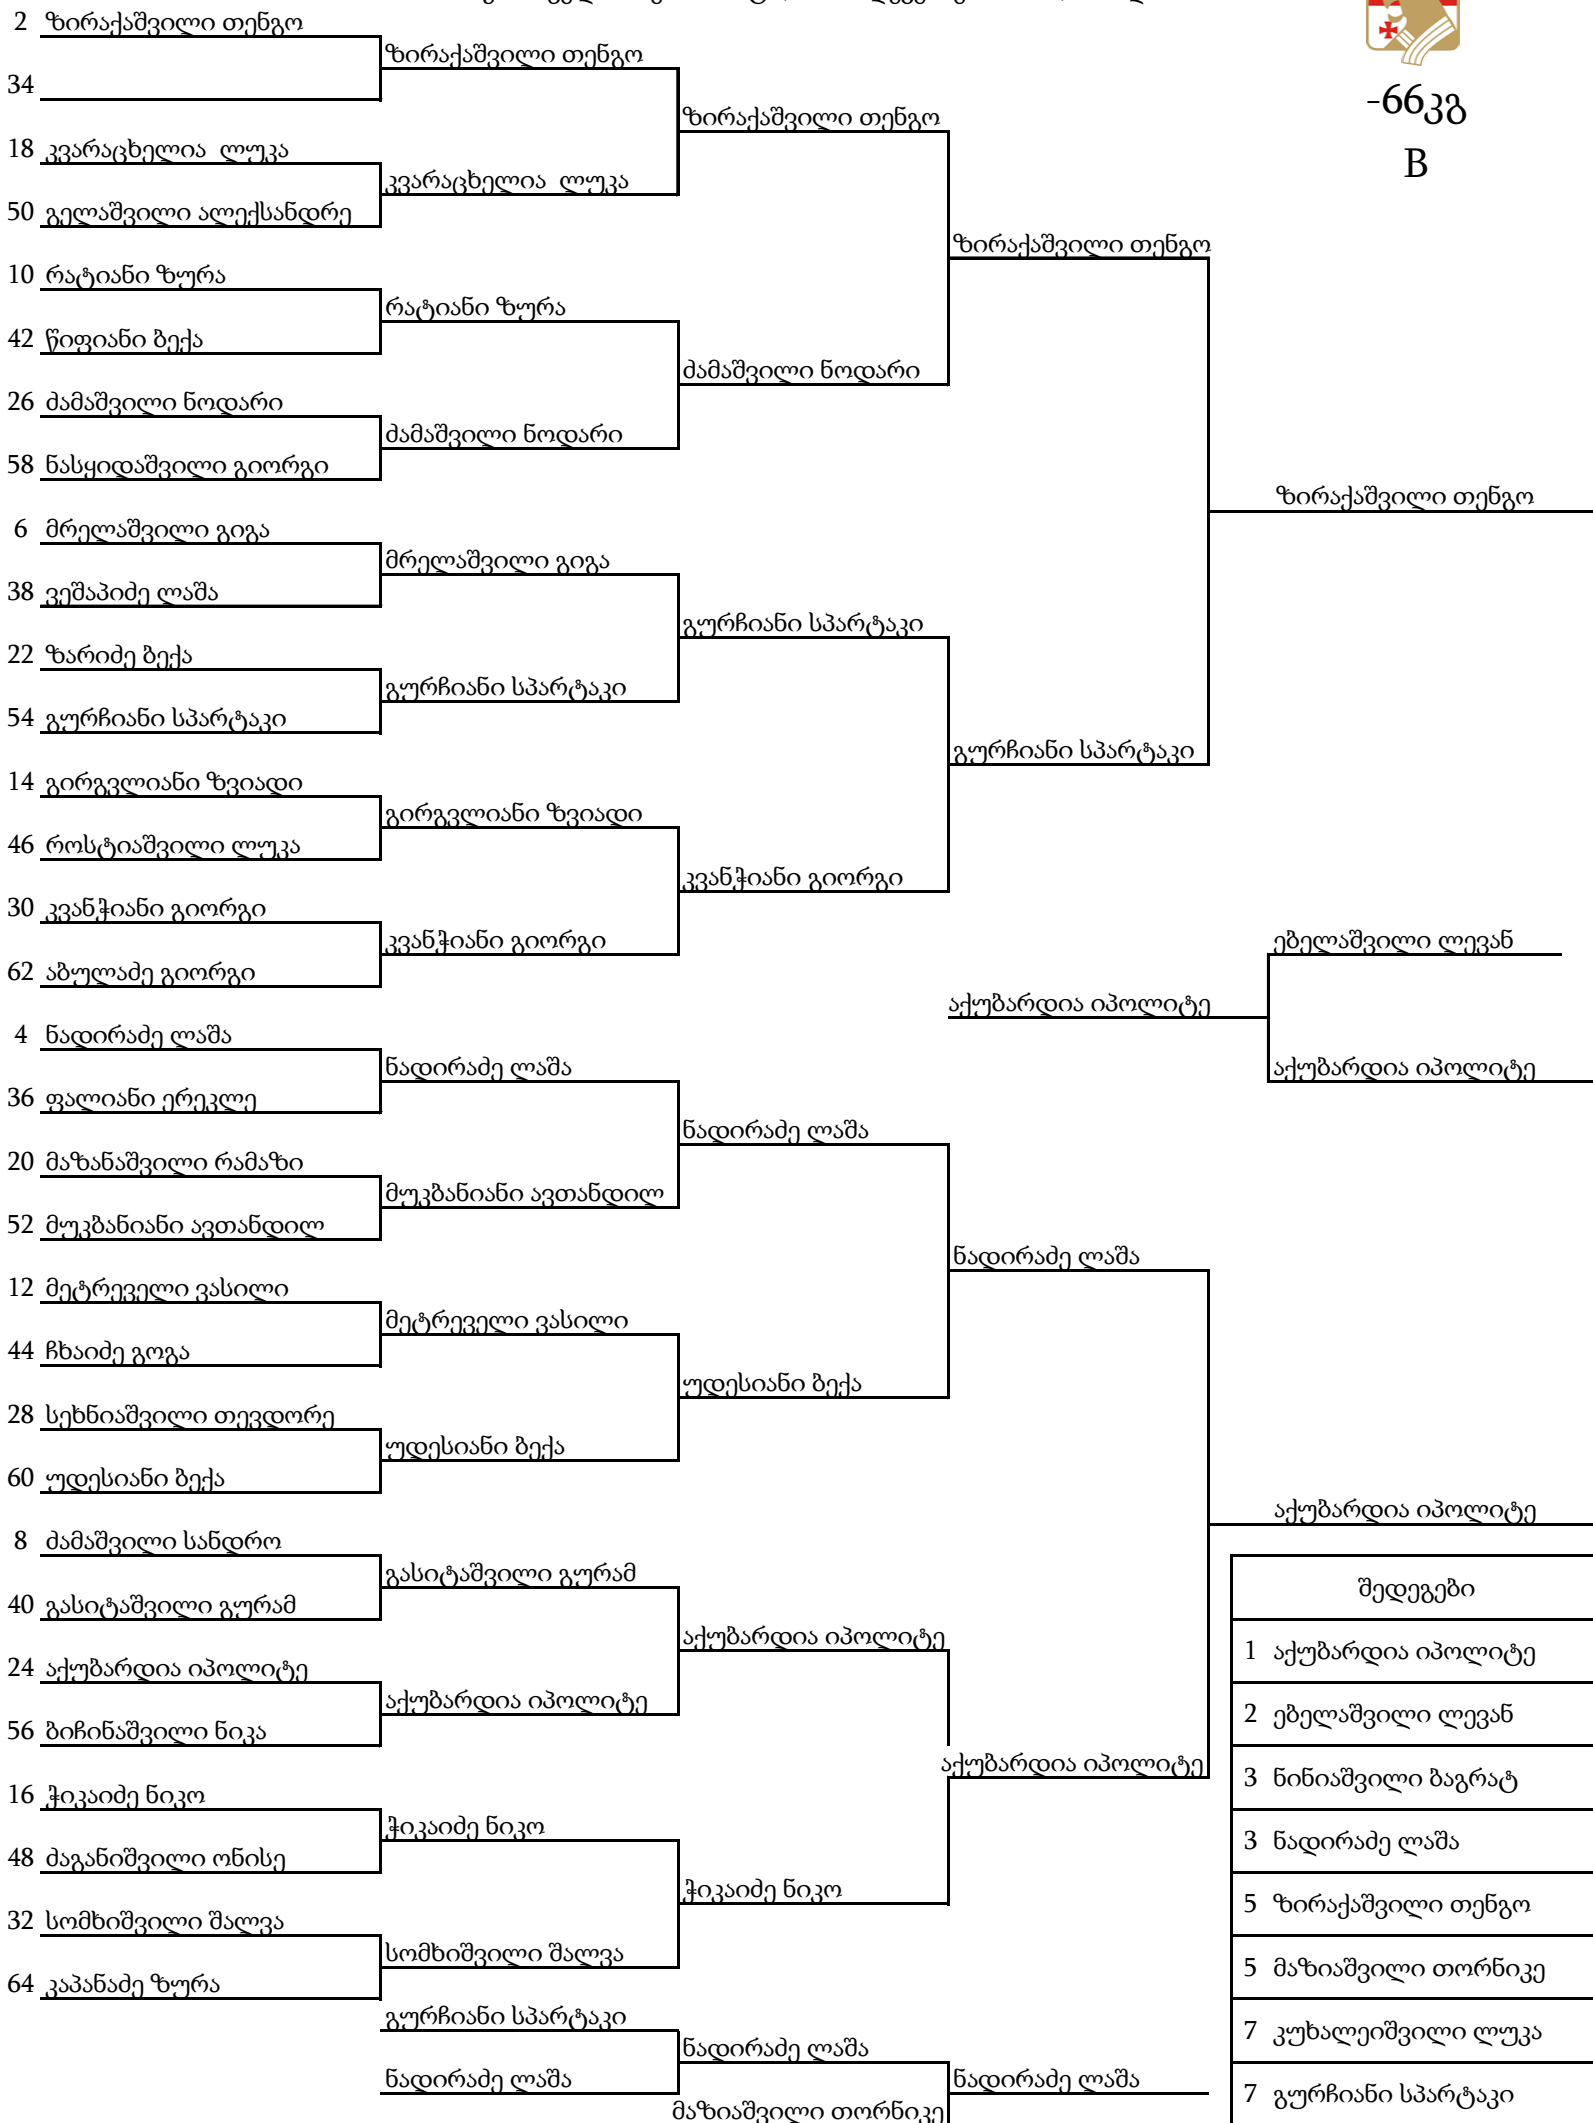 2 ზირაქაშვილი თენგო
ზირაქაშვილი თენგო
34
-66კგ
ზირაქაშვილი თენგო
18 კვარაცხელია ლუკა
B
კვარაცხელია ლუკა
50 გელაშვილი ალექსანდრე
ზირაქაშვილი თენგო
10 რატიანი ზურა
რატიანი ზურა
42 წიფიანი ბექა
ძამაშვილი ნოდარი
26 ძამაშვილი ნოდარი
ძამაშვილი ნოდარი
58 ნასყიდაშვილი გიორგი
ზირაქაშვილი თენგო
6 მრელაშვილი გიგა
მრელაშვილი გიგა
38 ვეშაპიძე ლაშა
გურჩიანი სპარტაკი
22 ზარიძე ბექა
გურჩიანი სპარტაკი
54 გურჩიანი სპარტაკი
გურჩიანი სპარტაკი
14 გირგვლიანი ზვიადი
გირგვლიანი ზვიადი
46 როსტიაშვილი ლუკა
კვანჭიანი გიორგი
30 კვანჭიანი გიორგი
კვანჭიანი გიორგი
ებელაშვილი ლევან
62 აბულაძე გიორგი
აქუბარდია იპოლიტე
4 ნადირაძე ლაშა
ნადირაძე ლაშა
აქუბარდია იპოლიტე
36 ფალიანი ერეკლე
ნადირაძე ლაშა
20 მაზანაშვილი რამაზი
მუკბანიანი ავთანდილ
52 მუკბანიანი ავთანდილ
ნადირაძე ლაშა
12 მეტრეველი ვასილი
მეტრეველი ვასილი
44 ჩხაიძე გოგა
უდესიანი ბექა
28 სეხნიაშვილი თევდორე
უდესიანი ბექა
60 უდესიანი ბექა
აქუბარდია იპოლიტე
8 ძამაშვილი სანდრო
გასიტაშვილი გურამ
შედეგები
40 გასიტაშვილი გურამ
აქუბარდია იპოლიტე
1 აქუბარდია იპოლიტე
24 აქუბარდია იპოლიტე
აქუბარდია იპოლიტე
2 ებელაშვილი ლევან
56 ბიჩინაშვილი ნიკა
აქუბარდია იპოლიტე
3 ნინიაშვილი ბაგრატ
16 ჭიკაიძე ნიკო
ჭიკაიძე ნიკო
3 ნადირაძე ლაშა
48 ძაგანიშვილი ონისე
ჭიკაიძე ნიკო
5 ზირაქაშვილი თენგო
32 სომხიშვილი შალვა
სომხიშვილი შალვა
5 მაზიაშვილი თორნიკე
64 კაპანაძე ზურა
გურჩიანი სპარტაკი
7 კუხალეიშვილი ლუკა
ნადირაძე ლაშა
ნადირაძე ლაშა
ნადირაძე ლაშა
7 გურჩიანი სპარტაკი
მაზიაშვილი თორნიკე